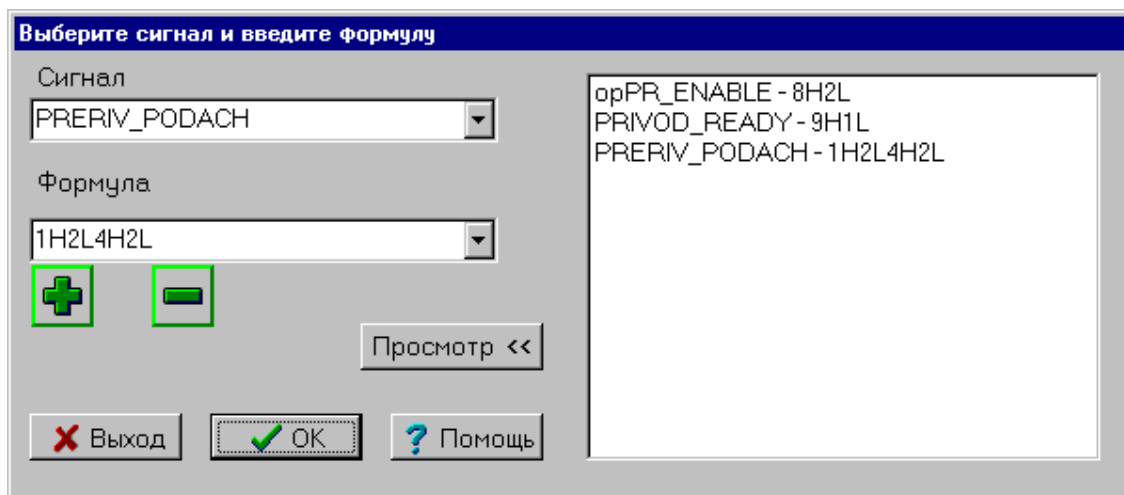 Выберите сигнал и введите формулу
Сигнал
PRERIV_PODACH
Формула
1H2L4H2L
Просмотр <<
Выход
OK
? Помощь
opPR_ENABLE - 8H2L
PRIVOD_READY - 9H1L
PRERIV_PODACH - 1H2L4H2L